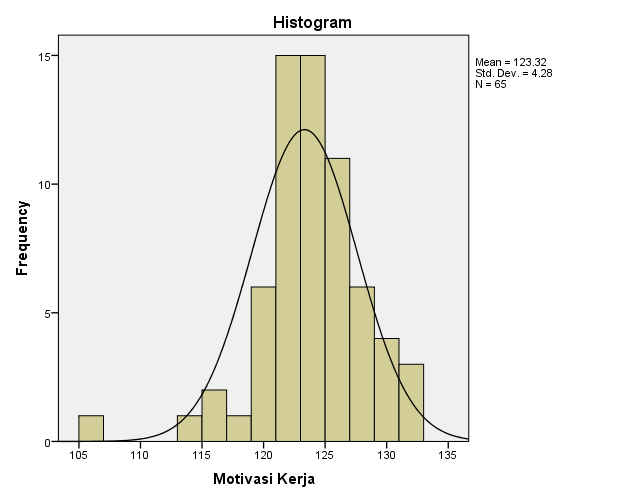 Histogram
Mean = 123.32
Std. Dev. = 4.28
N = 65
Frequency
15
10
5
0
105 110 115 120 125 130 135
Motivasi Kerja